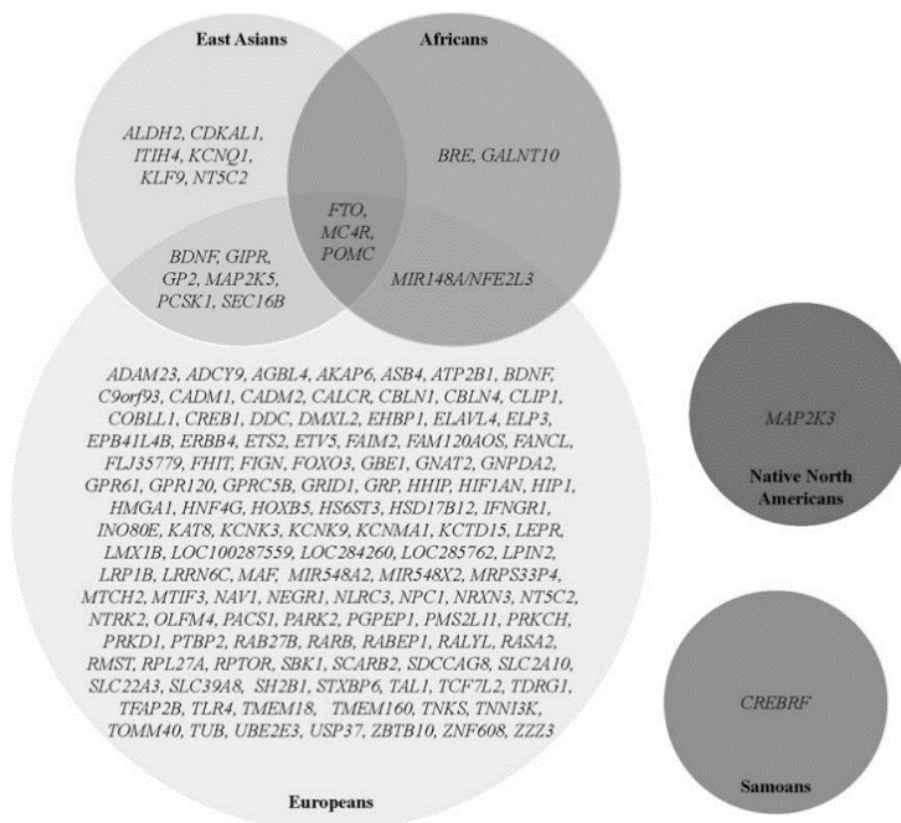 East Asians
Africans
ALDH2, CDKAL1,
ITIH4, KCNQ1,
KLF9, NT5C2
BRE, GALNT10
FTO,
MC4R,
POMC
BDNF, GIPR,
GP2, MAP2K5,
PCSK1, SEC16B
MIR148A/NFE2L3
ADAM23, ADCY9, AGBL4, AKAP6, ASB4, ATP2B1, BDNF,
C9orf93, CADM1, CADM2, CALCR, CBLN1, CBLN4, CLIP1,
COBLL1, CREB1, DDC, DMXL2, EHBP1, ELAVL4, ELP3,
EPB41L4B, ERBB4, ETS2, ETV5, FAIM2, FAM120AOS, FANCL,
FLJ35779, FHIT, FIGN, FOXO3, GBE1, GNAT2, GNPDA2,
GPR61, GPR120, GPRC5B, GRID1, GRP, HHIP, HIF1AN, HIP1,
HMGA1, HNF4G, HOXB5, HS6ST3, HSD17B12, IFNGR1,
INO80E, KAT8, KCNK3, KCNK9, KCNMA1, KCTD15, LEPR,
LMX1B, LOC100287559, LOC284260, LOC285762, LPIN2,
LRP1B, LRRN6C, MAF, MIR548A2, MIR548X2, MRPS33P4,
MTCH2, MTIF3, NAV1, NEGR1, NLRC3, NPC1, NRXN3, NT5C2,
NTRK2, OLFM4, PACS1, PARK2, PGPEP1, PMS2L11, PRKCH,
PRKD1, PTBP2, RAB27B, RARB, RABEP1, RALYL, RASA2,
RMST, RPL27A, RPTOR, SBK1, SCARB2, SDCCAG8, SLC2A10,
SLC22A3, SLC39A8, SH2B1, STXBP6, TAL1, TCF7L2, TDRG1,
TFAP2B, TLR4, TMEM18, TMEM160, TNKS, TNNI3K,
TOMM40, TUB, UBE2E3, USP37, ZBTB10, ZNF608, ZZZ3
Europeans
MAP2K3
Native North
Americans
CREBRF
Samoans